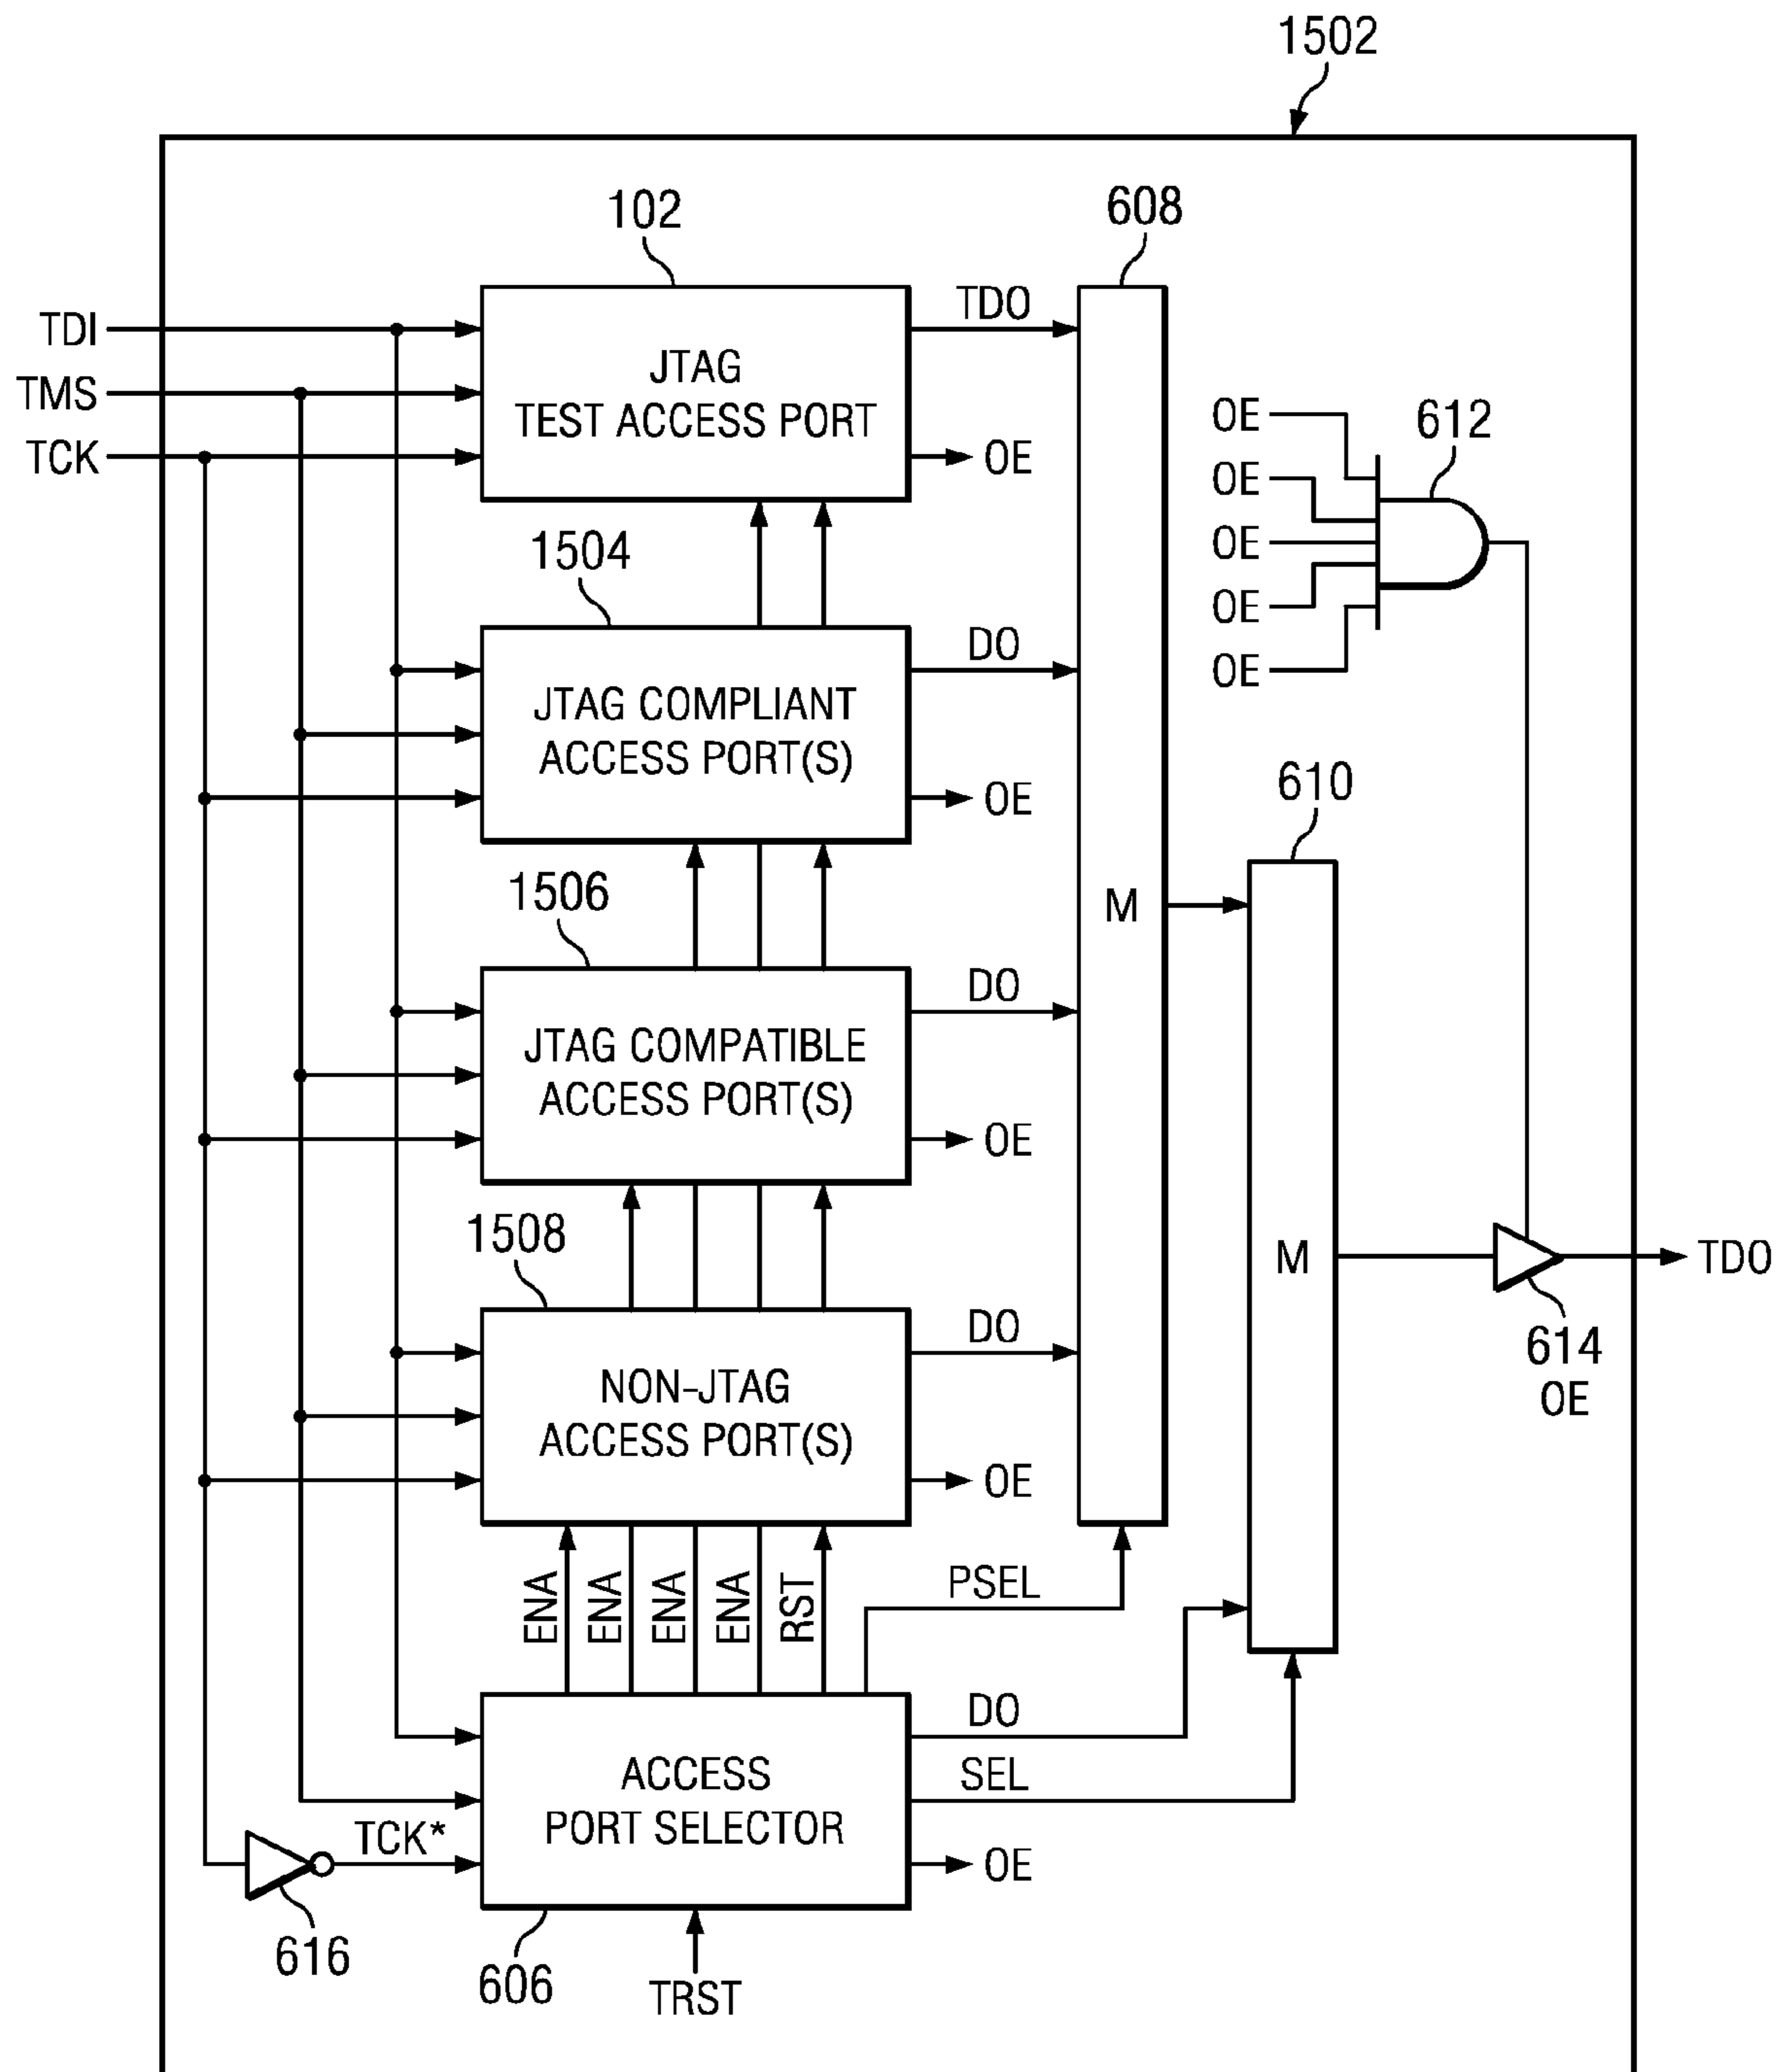 1502
102
608
TDI
TMS
TCK
JTAG
TEST ACCESS PORT
TDO
OE
OE
OE
OE
OE
OE
612
1504
JTAG COMPLIANT
ACCESS PORT(S)
DO
OE
610
1506
JTAG COMPATIBLE
ACCESS PORT(S)
DO
OE
M
M
1508
NON-JTAG
ACCESS PORT(S)
DO
OE
TDO
614
OE
ENA
ENA
ENA
ENA
RST
PSEL
ACCESS
PORT SELECTOR
DO
SEL
OE
TCK*
616
606
TRST